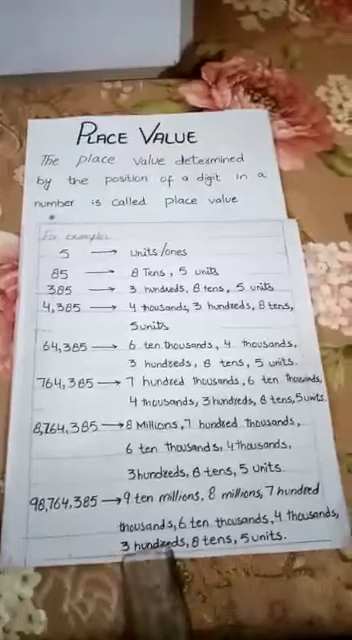 PLACE VALUE
The place value determined
by the position of a digit in a
number is called place value
For example:
5 → units/ones
85 → 8 Tens, 5 units
385 → 3 hundreds, 8 tens, 5 units
4,385 → 4 thousands, 3 hundreds, 8 tens,
5 units
64,385 → 6 ten thousands, 4 thousands,
3 hundreds, 8 tens, 5 units.
764,385 → 7 hundred thousands, 6 ten thousands,
4 thousands, 3 hundreds, 8 tens, 5 units.
8,764,385 → 8 Millions, 7 hundred thousands,
6 ten thousands, 4 thousands,
3 hundreds, 8 tens, 5 units.
98,764,385 → 9 ten millions, 8 millions, 7 hundred
thousands, 6 ten thousands, 4 thousands,
3 hundreds, 8 tens, 5 units.